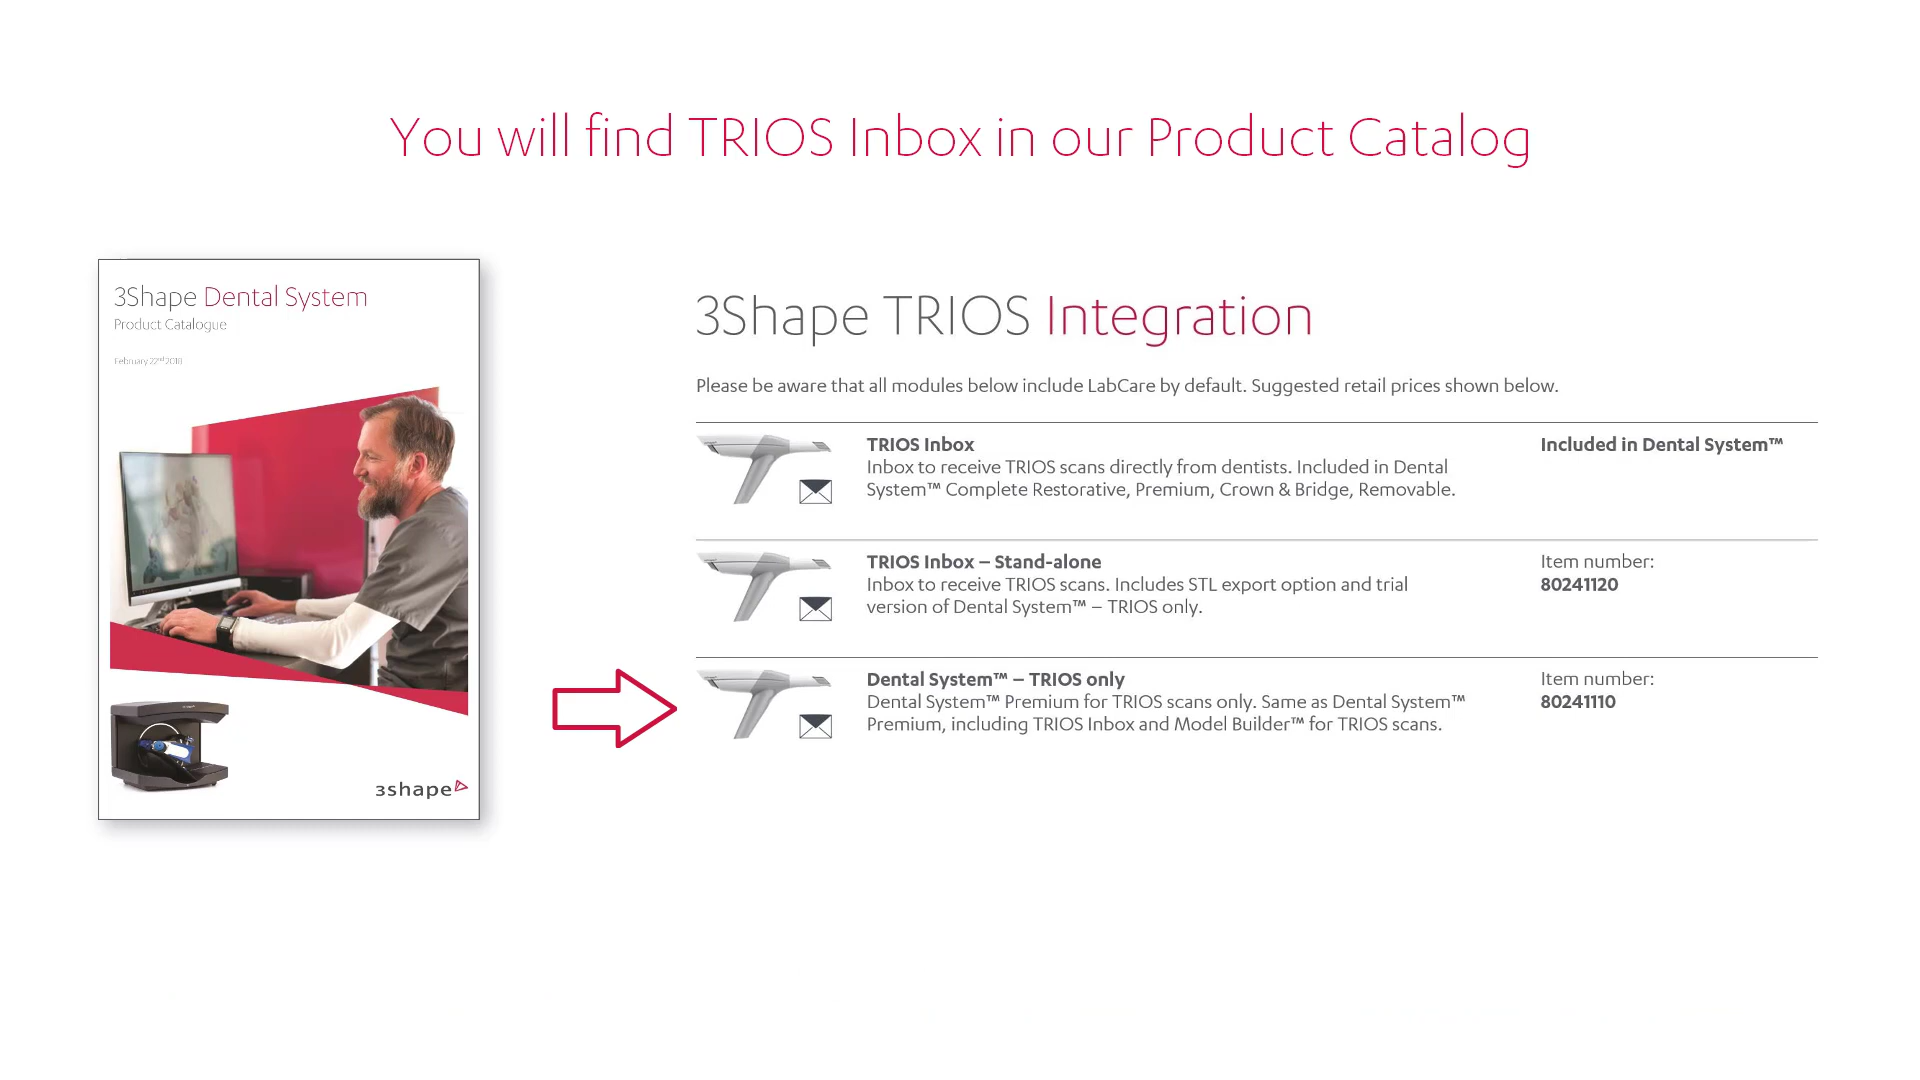 You will find TRIOS Inbox in our Product Catalog
3Shape Dental System
Product Catalogue
February 22nd 2018
3shape
3Shape TRIOS Integration
Please be aware that all modules below include LabCare by default. Suggested retail prices shown below.
TRIOS Inbox
Inbox to receive TRIOS scans directly from dentists. Included in Dental
System™ Complete Restorative, Premium, Crown & Bridge, Removable.
Included in Dental System™
TRIOS Inbox – Stand-alone
Inbox to receive TRIOS scans. Includes STL export option and trial
version of Dental System™ – TRIOS only.
Item number:
80241120
Dental System™ – TRIOS only
Dental System™ Premium for TRIOS scans only. Same as Dental System™
Premium, including TRIOS Inbox and Model Builder™ for TRIOS scans.
Item number:
80241110